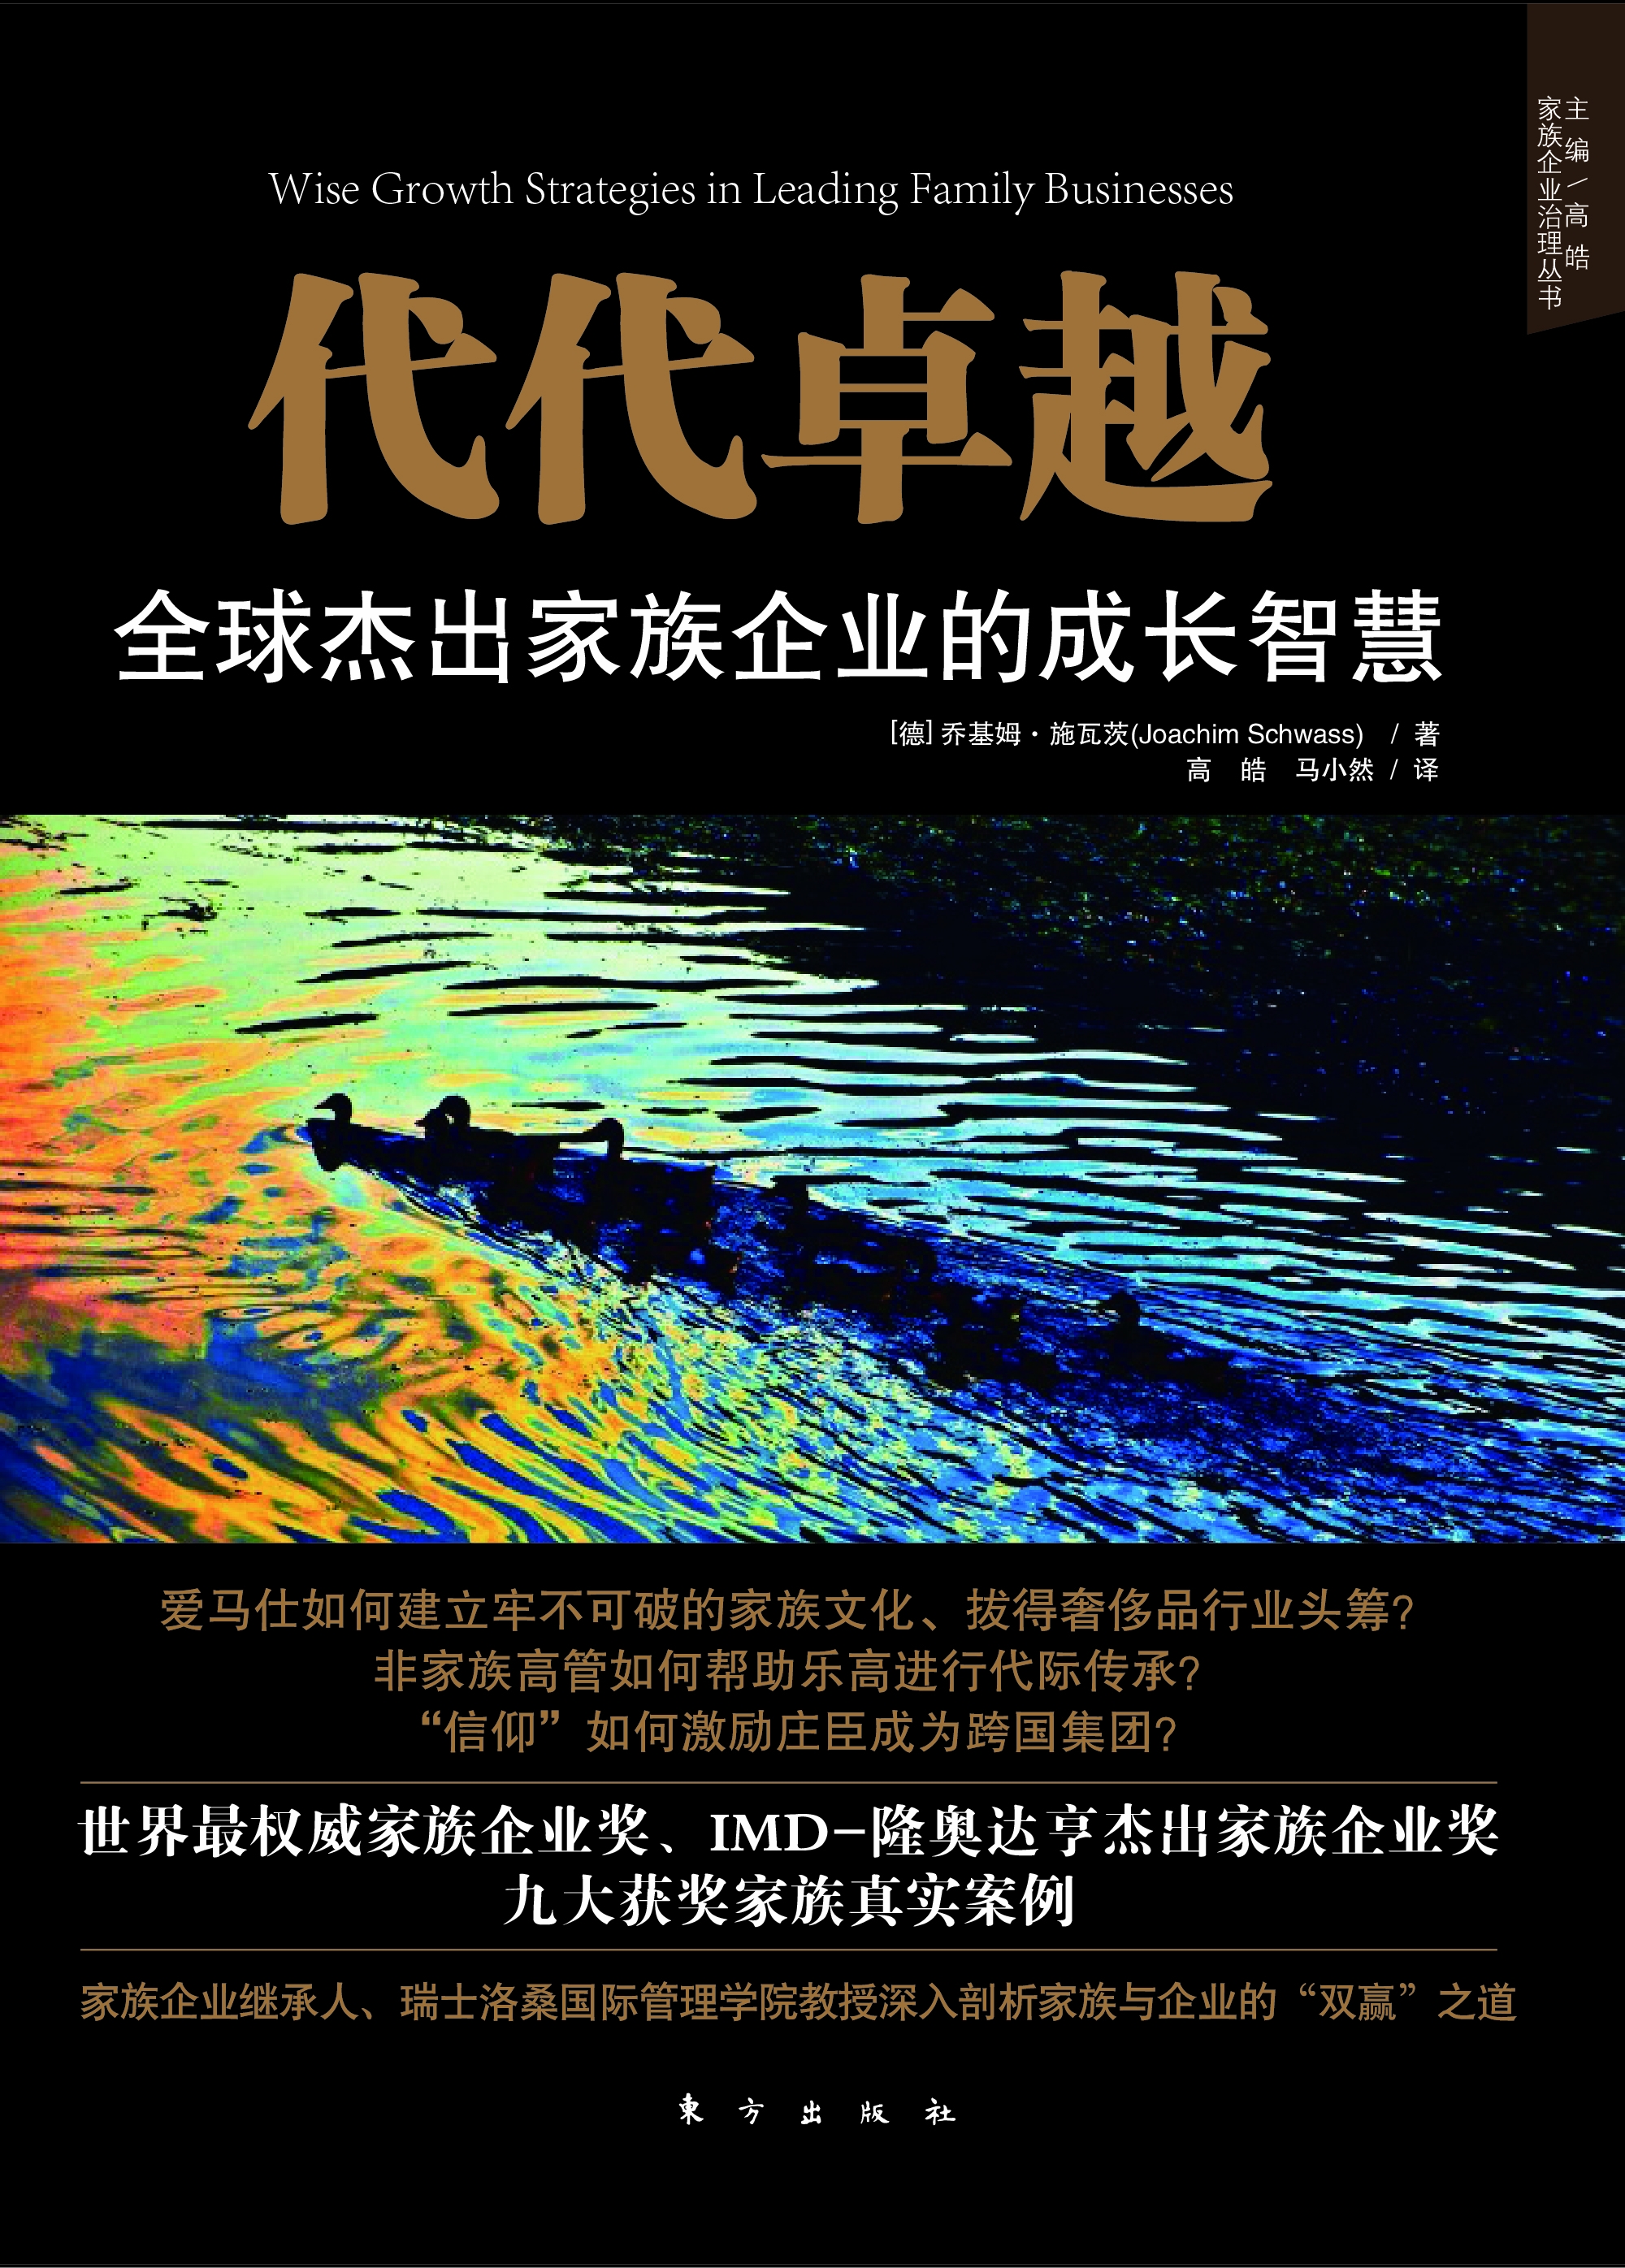 主编/高皓
家族企业治理丛书
Wise Growth Strategies in Leading Family Businesses
代代卓越
全球杰出家族企业的成长智慧
[德]乔基姆·施瓦茨(Joachim Schwass) / 著
高 皓 马小然 / 译
爱马仕如何建立牢不可破的家族文化、拔得奢侈品行业头筹？
非家族高管如何帮助乐高进行代际传承？
“信仰”如何激励庄臣成为跨国集团？
世界最权威家族企业奖、IMD-隆奥达亨杰出家族企业奖
九大获奖家族真实案例
家族企业继承人、瑞士洛桑国际管理学院教授深入剖析家族与企业的“双赢”之道
東方出版社